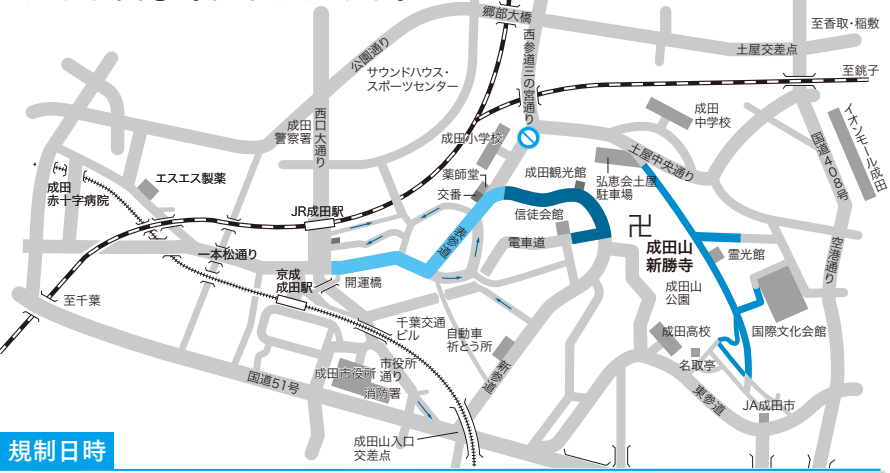 郷部大橋
至香取・稲敷
公園通り
西参道三の宮通り
土屋交差点
サウンドハウス・
スポーツセンター
至銚子
西口大通り
成田
警察署
成田小学校
成田
中学校
イオンモール成田
国道408号
土屋中央通り
薬師堂
成田観光館
弘恵会土屋
駐車場
エスエス製薬
交番
成田
赤十字病院
JR成田駅
信徒会館
表参道
電車道
卍
成田山
新勝寺
霊光館
空港通り
一本松通り
京成
成田駅
開運橋
成田山
公園
至千葉
千葉交通
ビル
自動車
祈とう所
成田高校
国際文化会館
新参道
名取亭
市役所
通り
成田市役所
国道51号
消防署
東参道
JA成田市
成田山入口
交差点
規制日時